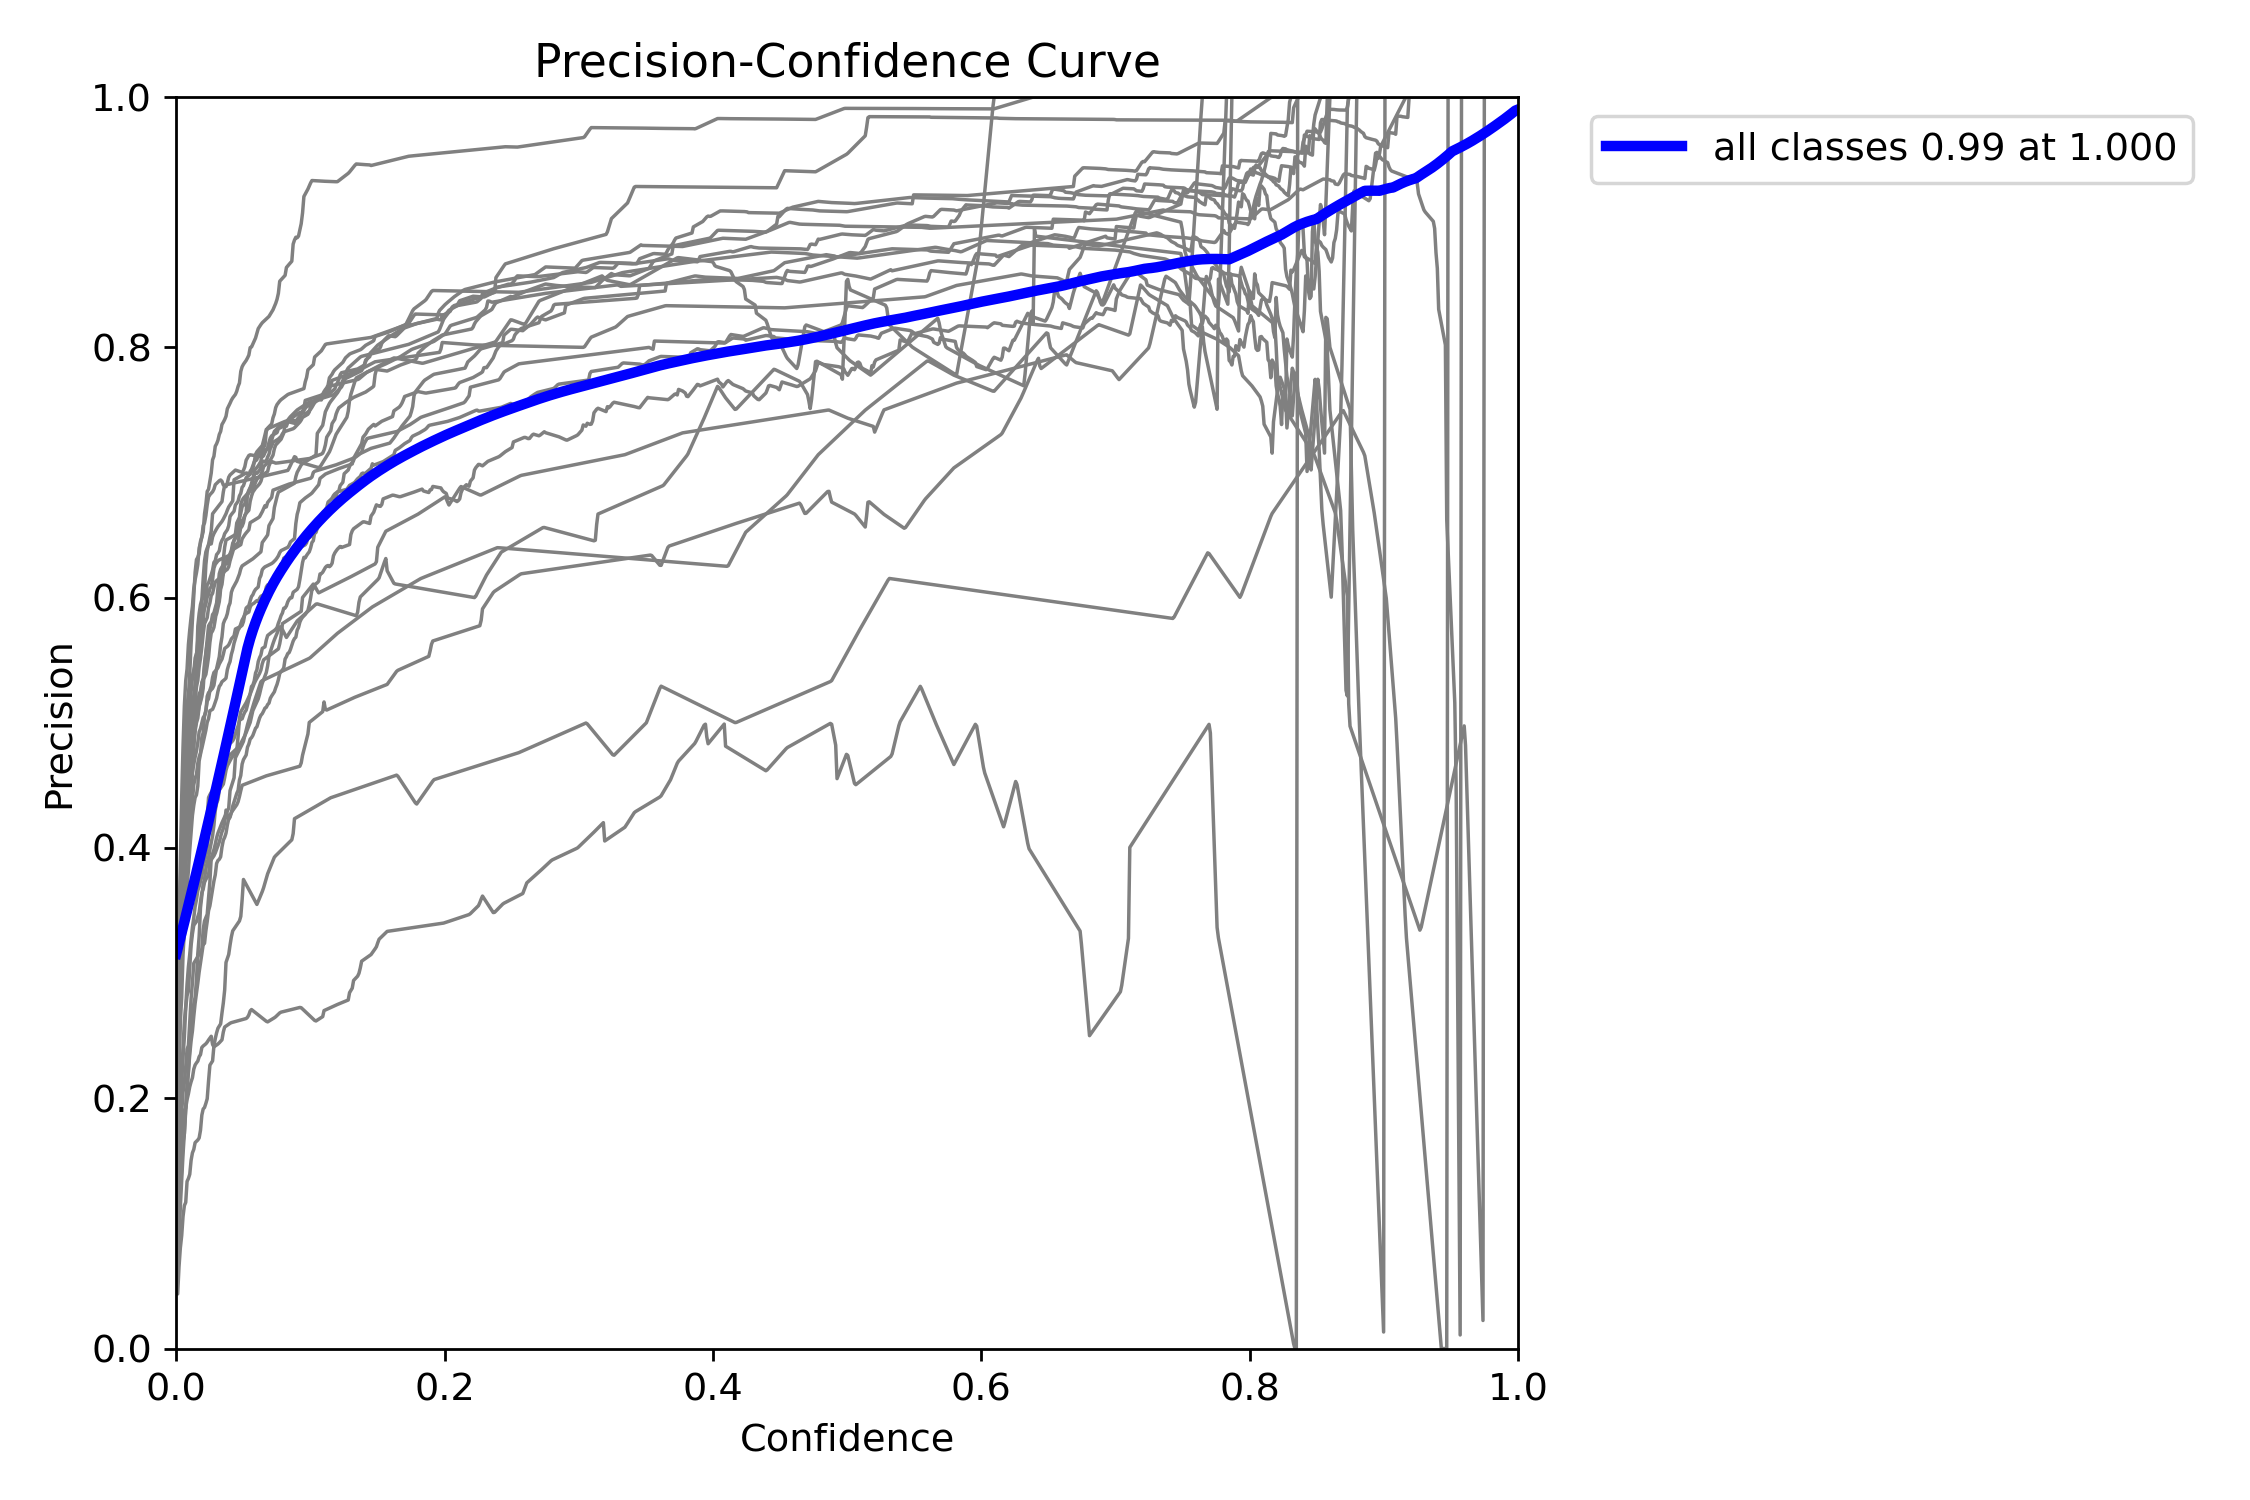 Precision-Confidence Curve
all classes 0.99 at 1.000
Precision
1.0
0.8
0.6
0.4
0.2
0.0
0.0 0.2 0.4 0.6 0.8 1.0
Confidence